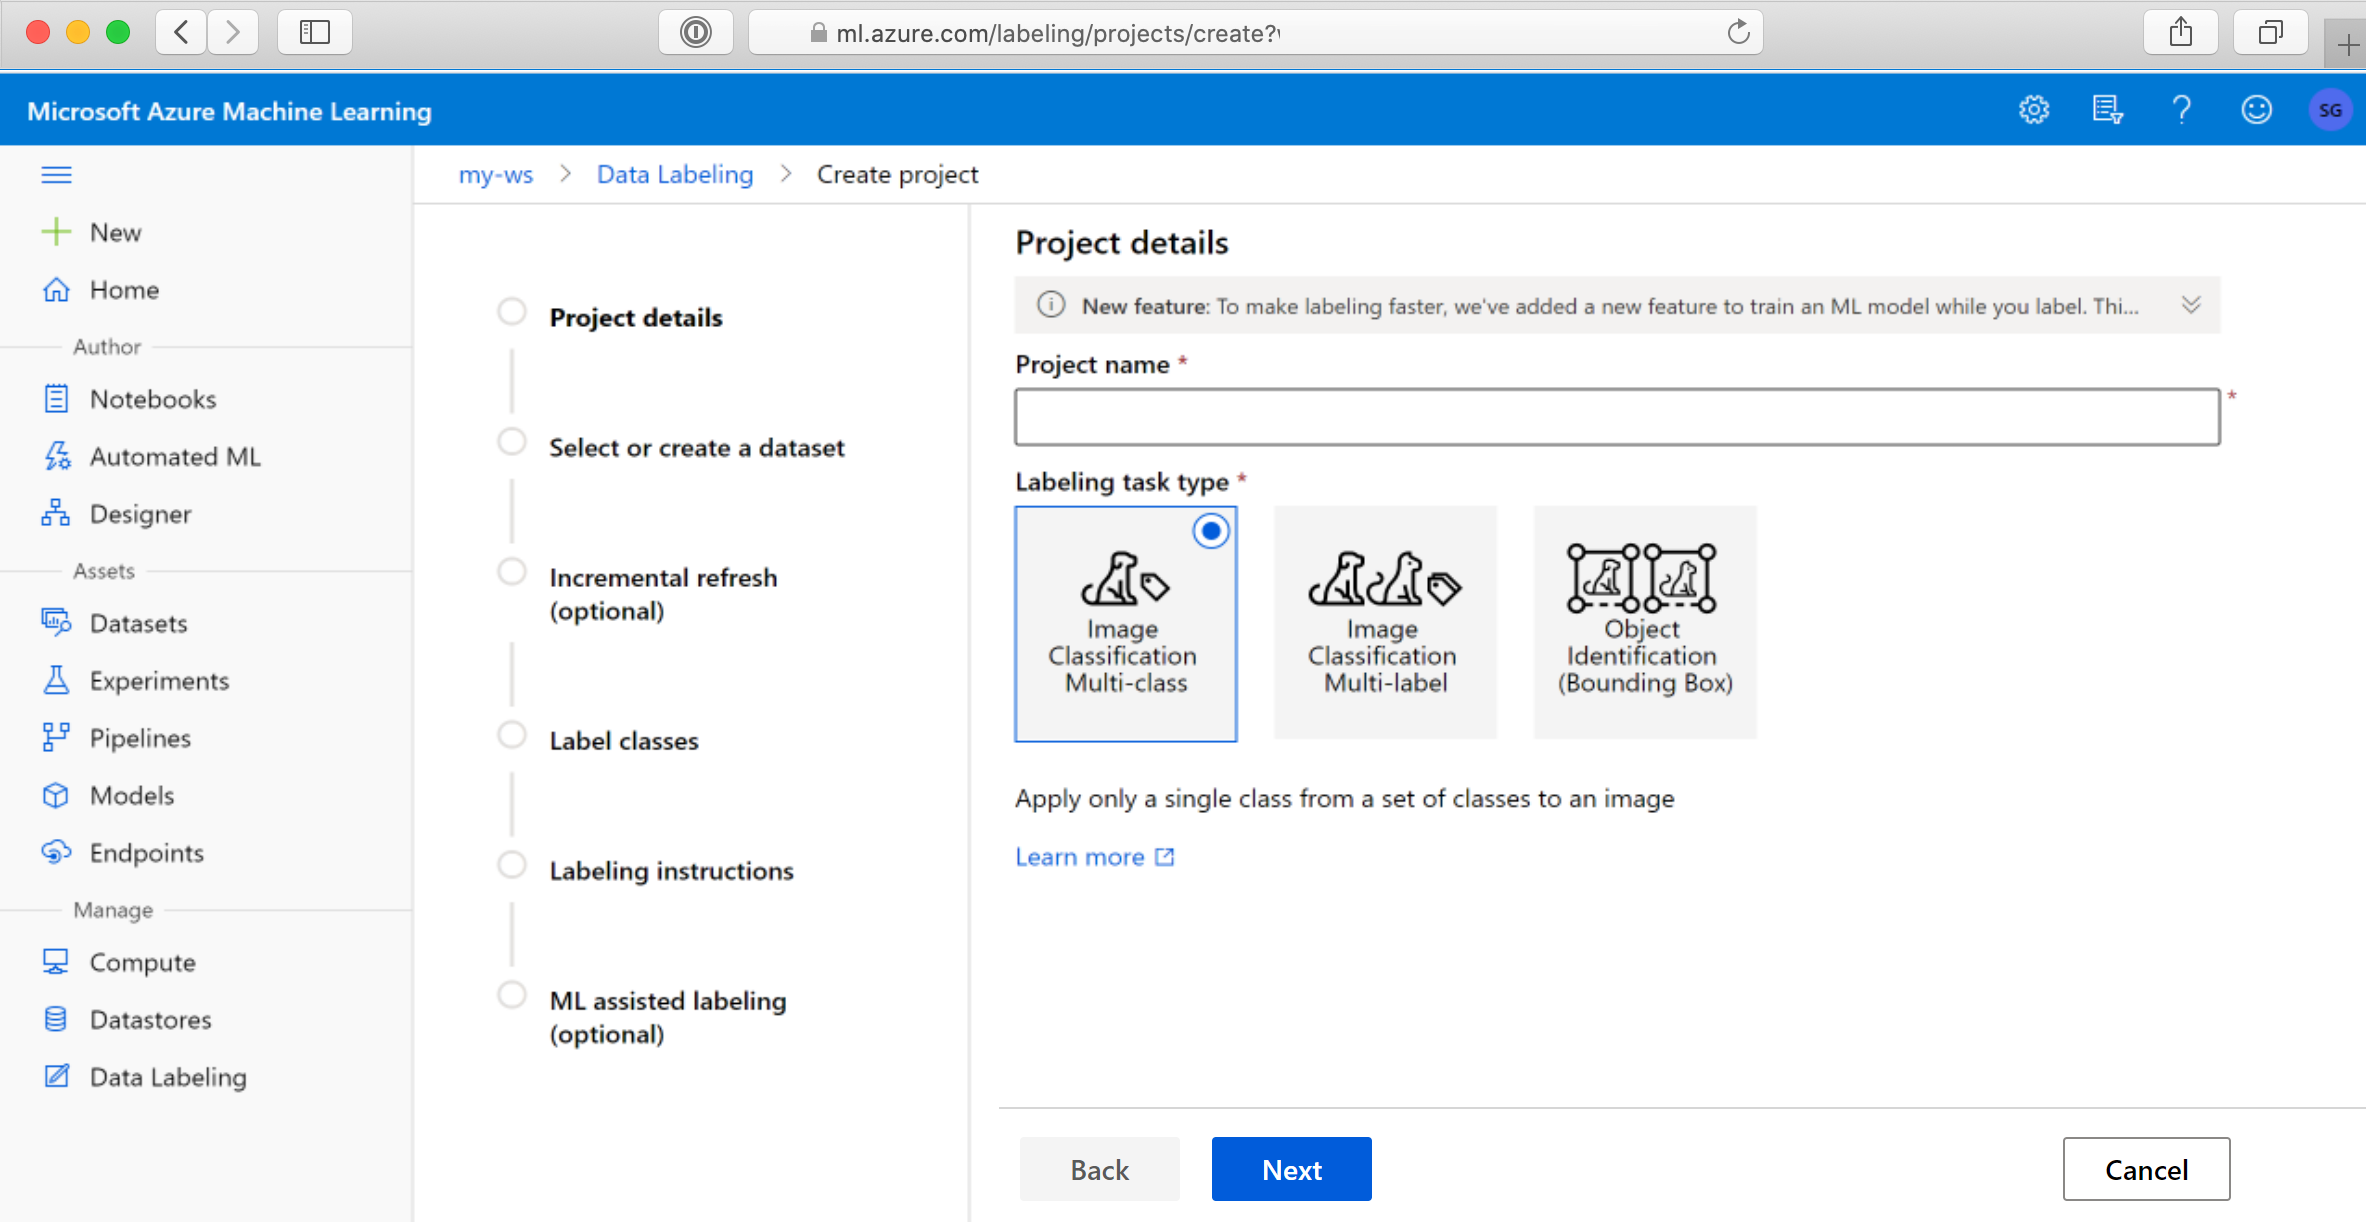 ml.azure.com/labeling/projects/create?
Microsoft Azure Machine Learning
?
SG
my-ws > Data Labeling > Create project
New
Home
Author
Notebooks
Automated ML
Designer
Assets
Datasets
Experiments
Pipelines
Models
Endpoints
Manage
Compute
Datastores
Data Labeling
Project details
Select or create a dataset
Incremental refresh
(optional)
Label classes
Labeling instructions
ML assisted labeling
(optional)
Project details
New feature: To make labeling faster, we've added a new feature to train an ML model while you label. Thi...
Project name *
*
Labeling task type *
Image
Classification
Multi-class
Image
Classification
Multi-label
Object
Identification
(Bounding Box)
Apply only a single class from a set of classes to an image
Learn more
Back
Next
Cancel